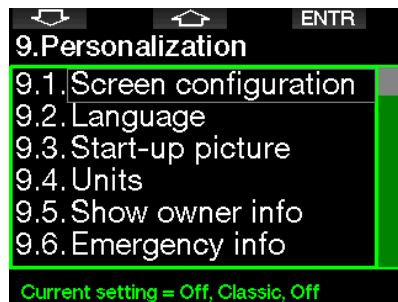 ENTR
9.Personalization
9.1.Screen configuration
9.2.Language
9.3.Start-up picture
9.4.Units
9.5.Show owner info
9.6.Emergency info
Current setting = Off, Classic, Off